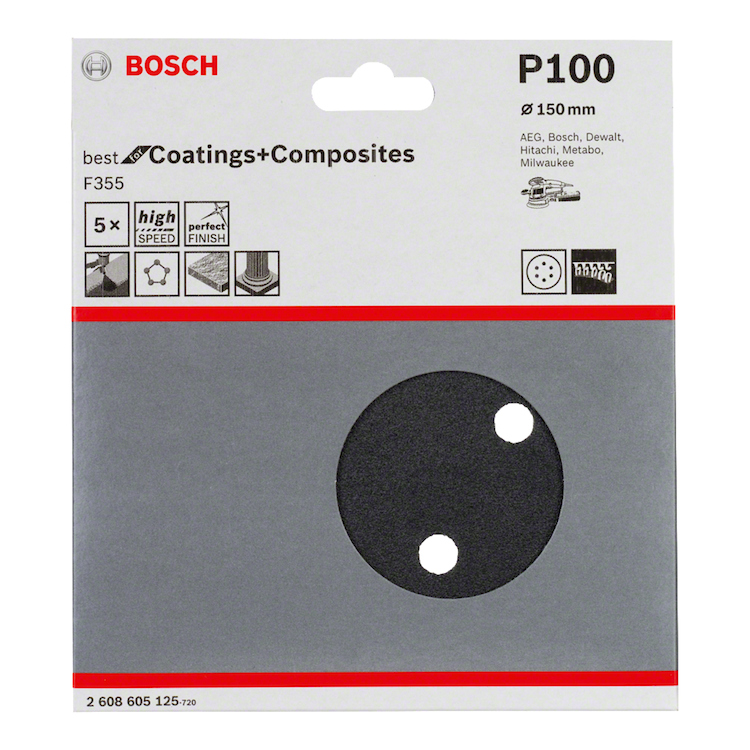 BOSCH
P100
Ø 150 mm
best for Coatings+Composites
F355
AEG, Bosch, Dewalt,
Hitachi, Metabo,
Milwaukee
5×
high
SPEED
perfect
FINISH
2 608 605 125-720